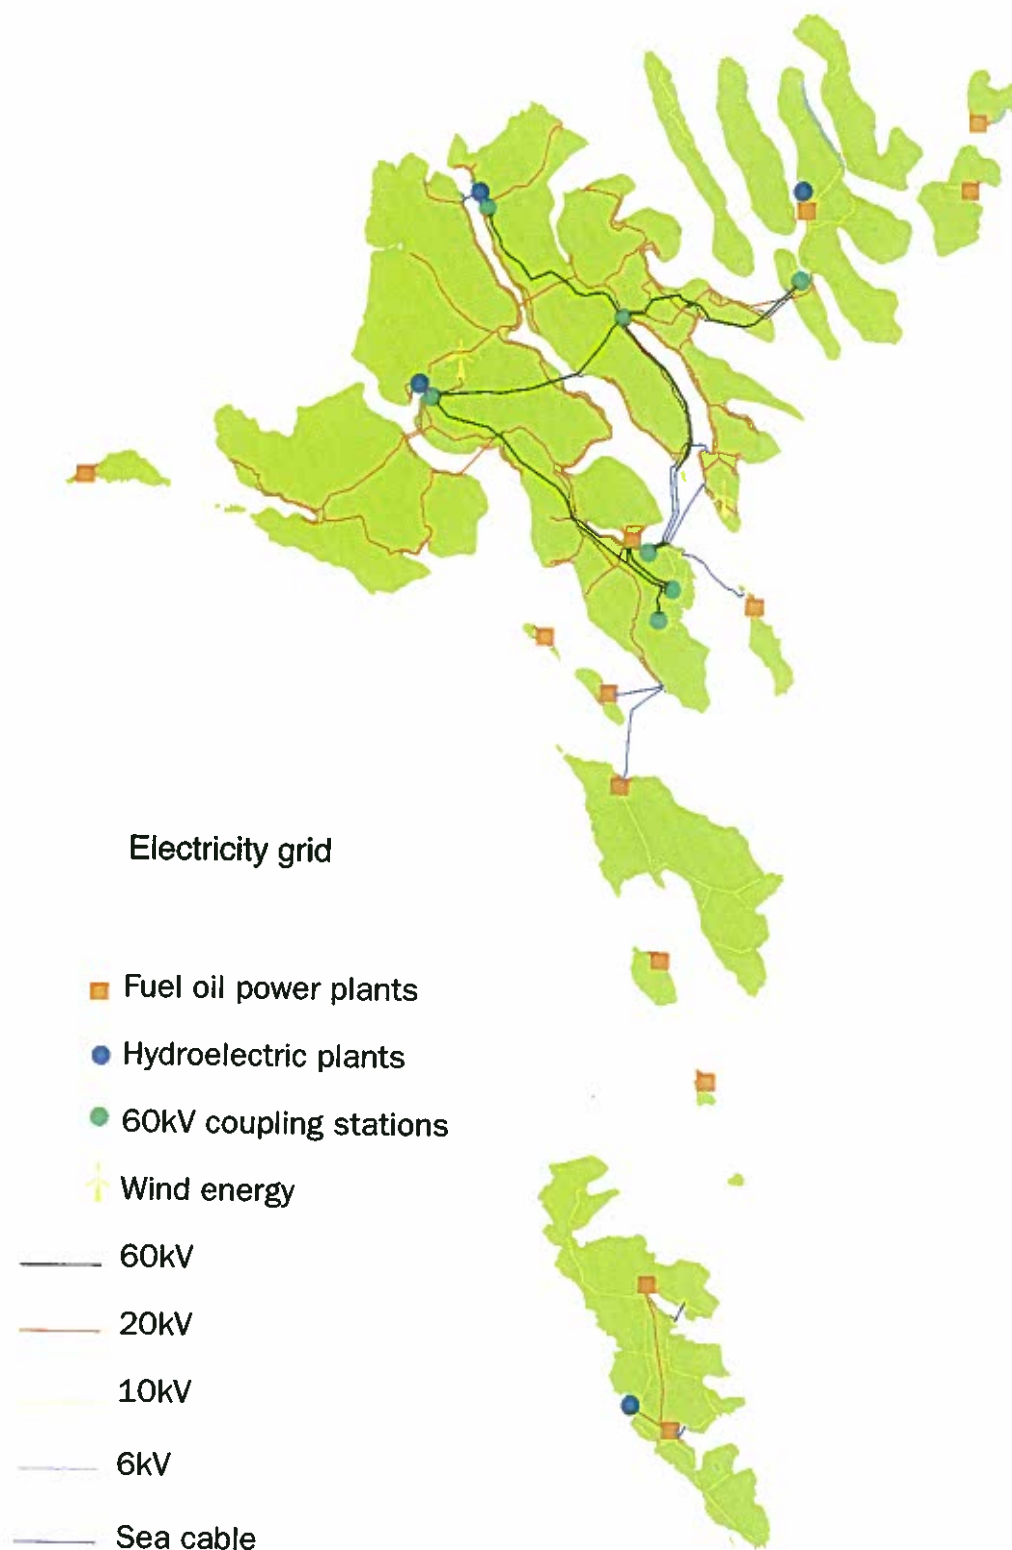 Electricity grid
Fuel oil power plants
Hydroelectric plants
60kV coupling stations
Wind energy
60kV
20kV
10kV
6kV
Sea cable